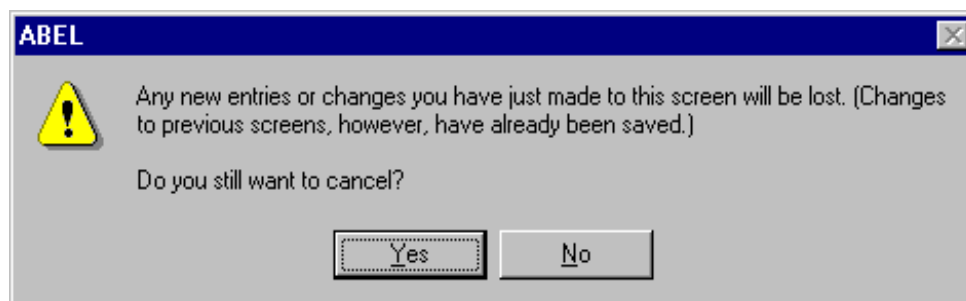 ABEL
Any new entries or changes you have just made to this screen will be lost. (Changes
to previous screens, however, have already been saved.)
Do you still want to cancel?
Yes No